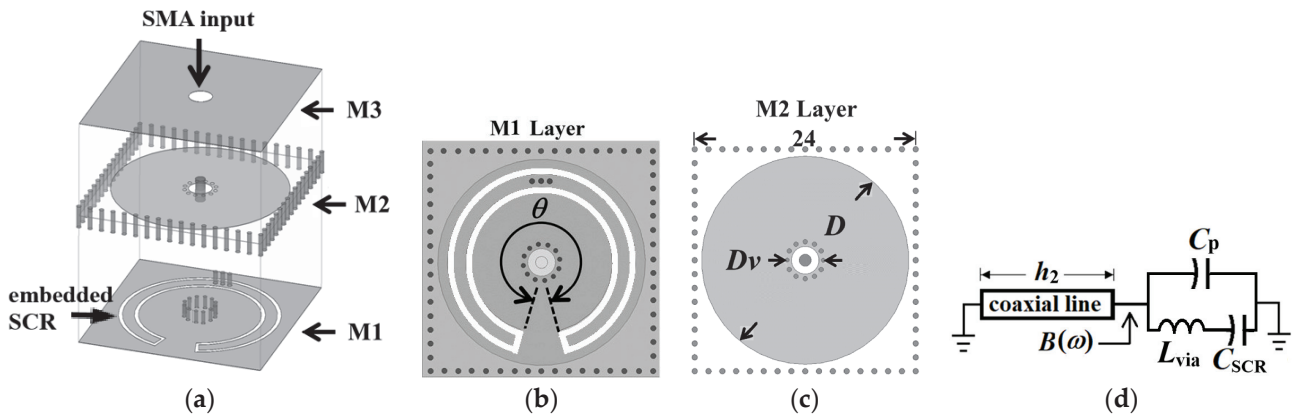 SMA input
M3
M2
embedded
SCR
M1
(a)
M1 Layer
θ
(b)
M2 Layer
24
D
Dv
(c)
h2
coaxial line
B(ω)
Cp
Lvia
CSCR
(d)